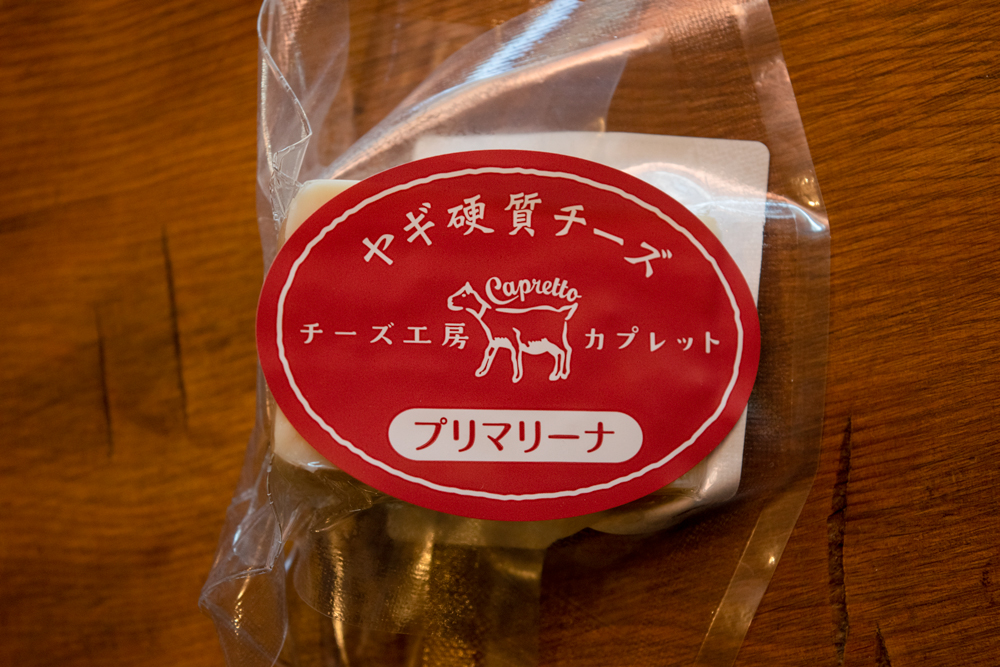 ヤギ硬質チーズ
Capretto
チーズ工房 カプレット
プリマリーナ